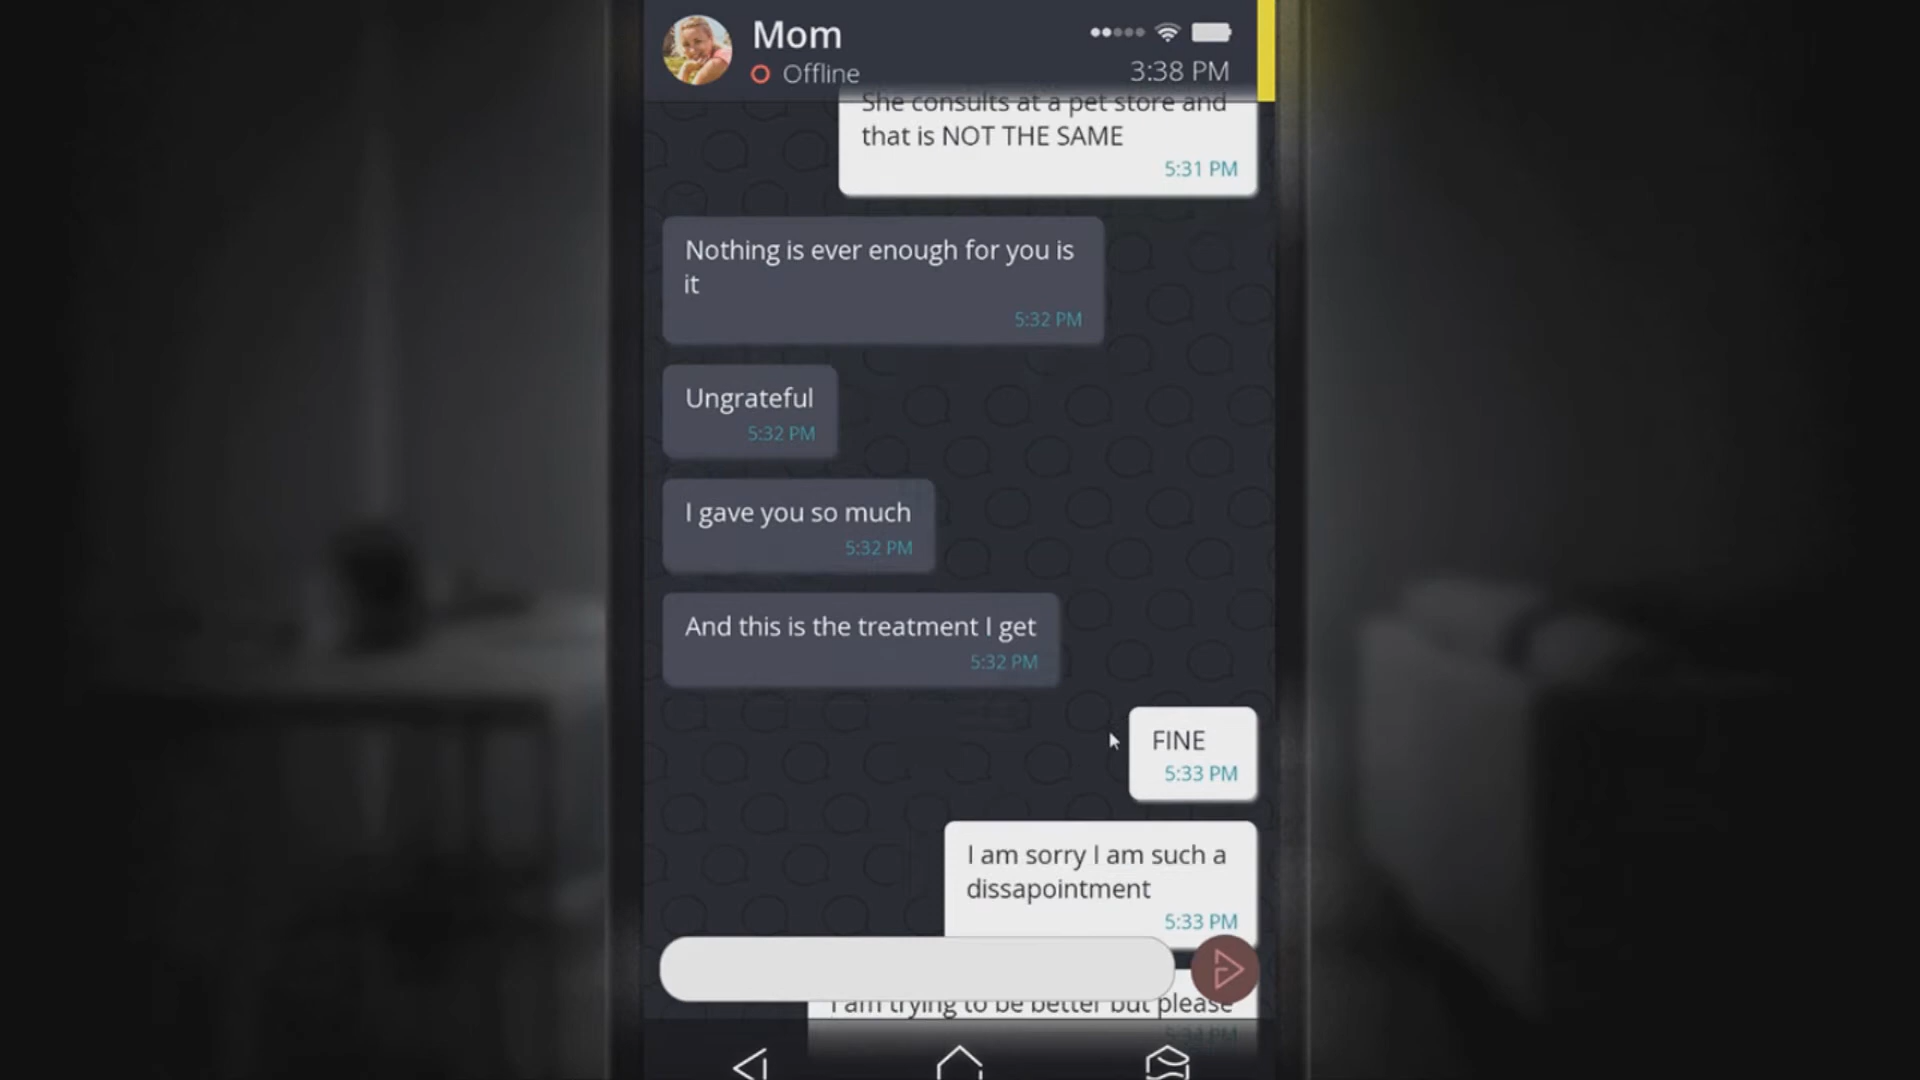 Mom
Offline
3:38 PM
She consults at a pet store and
that is NOT THE SAME
5:31 PM
Nothing is ever enough for you is
it
5:32 PM
Ungrateful
5:32 PM
I gave you so much
5:32 PM
And this is the treatment I get
5:32 PM
FINE
5:33 PM
I am sorry I am such a
dissapointment
5:33 PM
I am trying to be better but please
5:34 PM